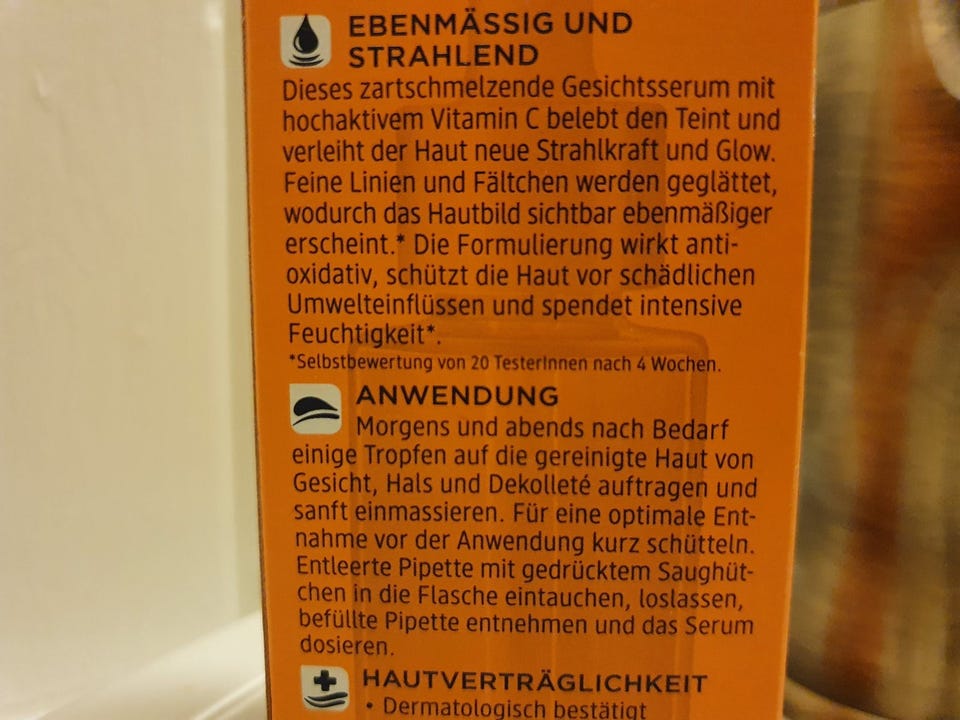 EBENMÄSSIG UND
STRAHLEND
Dieses zartschmelzende Gesichtsserum mit
hochaktivem Vitamin C belebt den Teint und
verleiht der Haut neue Strahlkraft und Glow.
Feine Linien und Fältchen werden geglättet,
wodurch das Hautbild sichtbar ebenmäßiger
erscheint.* Die Formulierung wirkt anti-
oxidativ, schützt die Haut vor schädlichen
Umwelteinflüssen und spendet intensive
Feuchtigkeit*.
*Selbstbewertung von 20 TesterInnen nach 4 Wochen.
ANWENDUNG
Morgens und abends nach Bedarf
einige Tropfen auf die gereinigte Haut von
Gesicht, Hals und Dekolleté auftragen und
sanft einmassieren. Für eine optimale Ent-
nahme vor der Anwendung kurz schütteln.
Entleerte Pipette mit gedrücktem Saughüt-
chen in die Flasche eintauchen, loslassen,
befüllte Pipette entnehmen und das Serum
dosieren.
HAUTVERTRÄGLICHKEIT
• Dermatologisch bestätigt